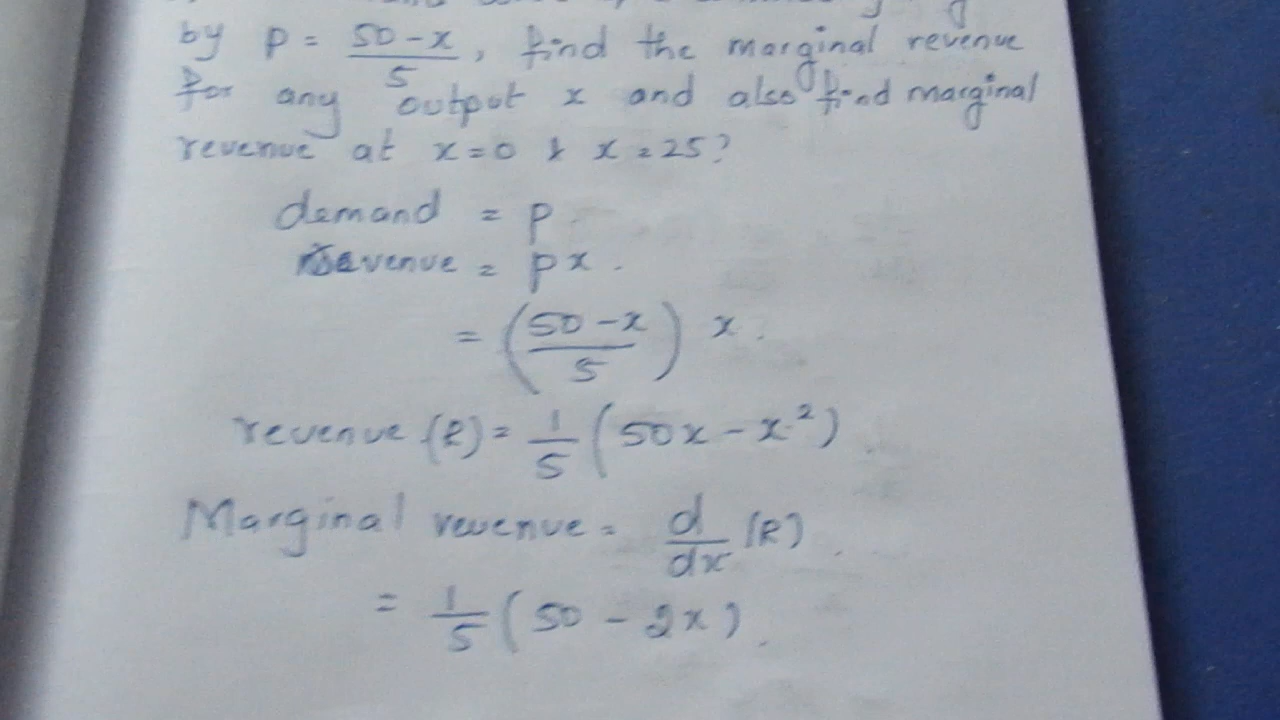 by p = (50 - x)/5, find the marginal revenue
for any output x and also find marginal
revenue at x=0 & x=25?
demand = p
revenue = px.
= ((50 - x)/5) x.
revenue (R) = 1/5 (50x - x²)
Marginal revenue = d/dx (R)
= 1/5 (50 - 2x).